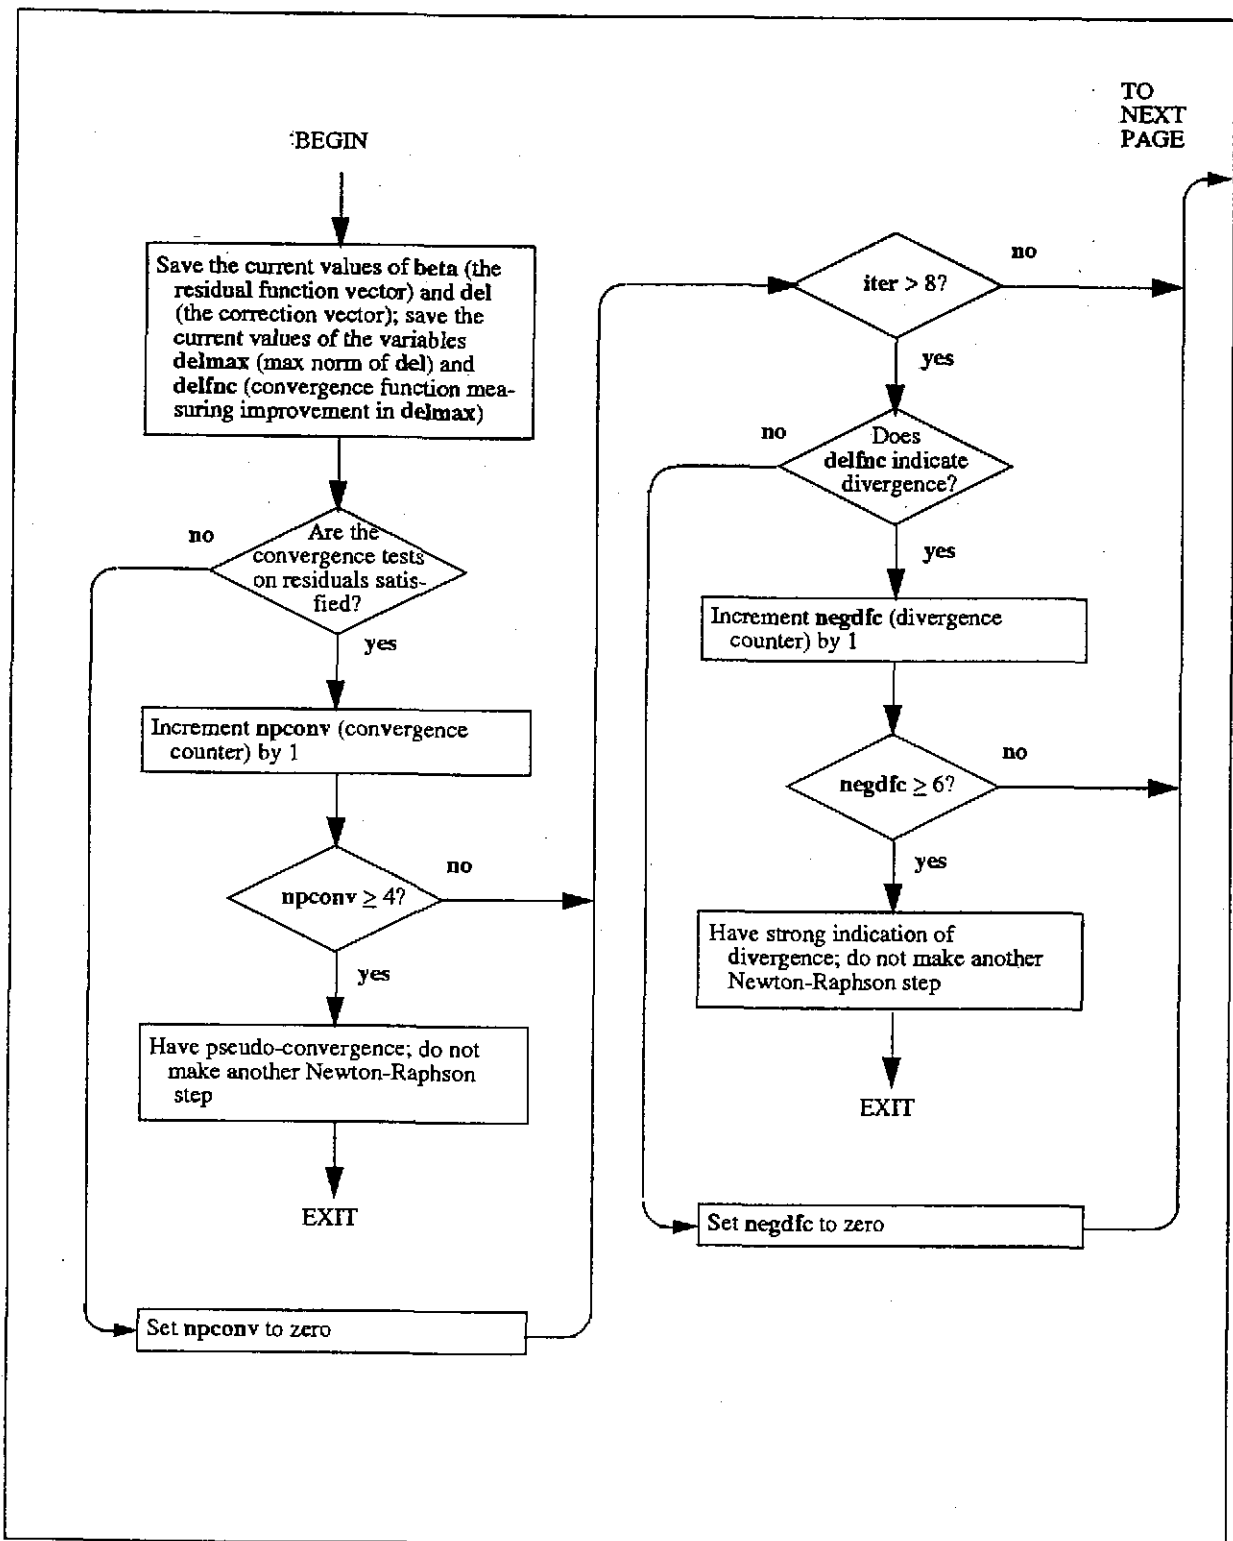 BEGIN
Save the current values of beta (the
residual function vector) and del
(the correction vector); save the
current values of the variables
delmax (max norm of del) and
delfnc (convergence function mea-
suring improvement in delmax)
no
Are the
convergence tests
on residuals satis-
fied?
yes
Increment npconv (convergence
counter) by 1
npconv ≥ 4?
no
yes
Have pseudo-convergence; do not
make another Newton-Raphson
step
EXIT
Set npconv to zero
TO
NEXT
PAGE
iter > 8?
no
yes
no
Does
delfnc indicate
divergence?
yes
Increment negdfc (divergence
counter) by 1
negdfc ≥ 6?
no
yes
Have strong indication of
divergence; do not make another
Newton-Raphson step
EXIT
Set negdfc to zero